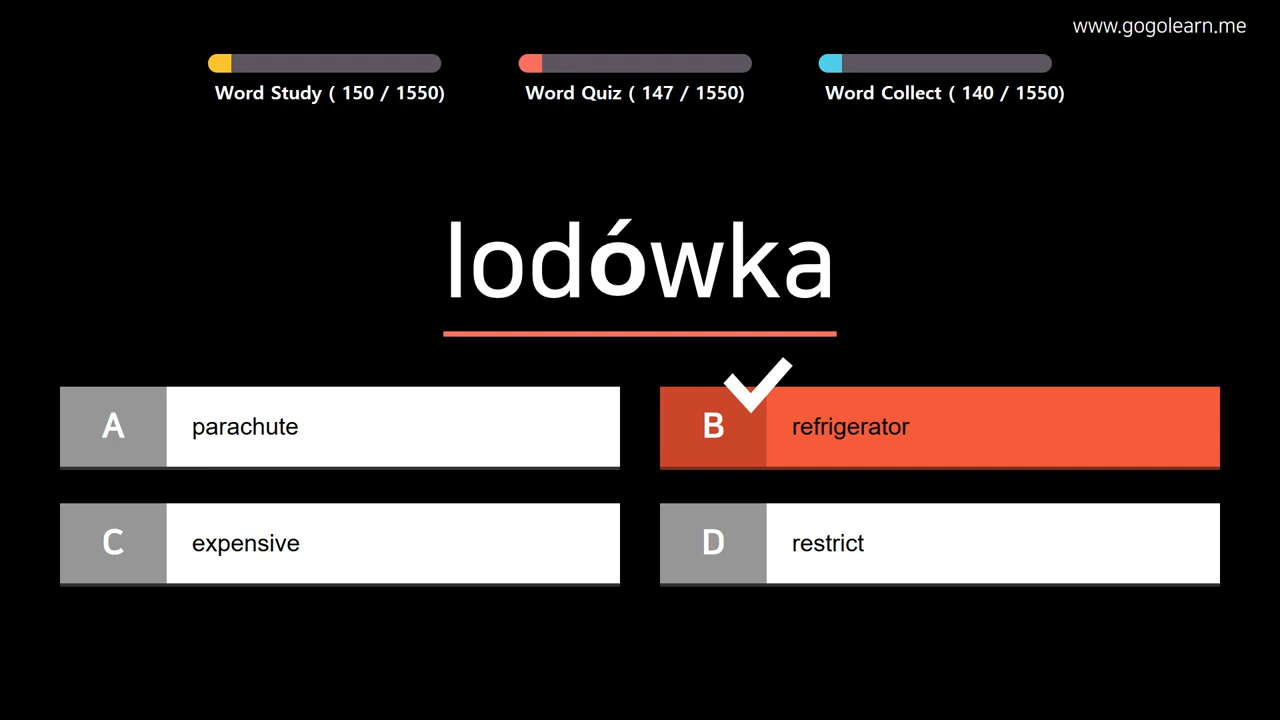 www.gogolearn.me
Word Study ( 150 / 1550)
Word Quiz ( 147 / 1550)
Word Collect ( 140 / 1550)
lodówka
A parachute
B refrigerator
C expensive
D restrict